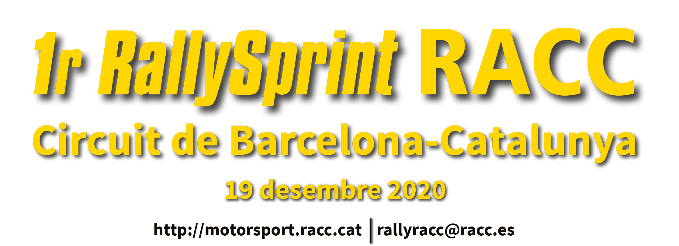 1r RallySprint RACC
Circuit de Barcelona-Catalunya
19 desembre 2020
http://motorsport.racc.cat | rallyracc@racc.es